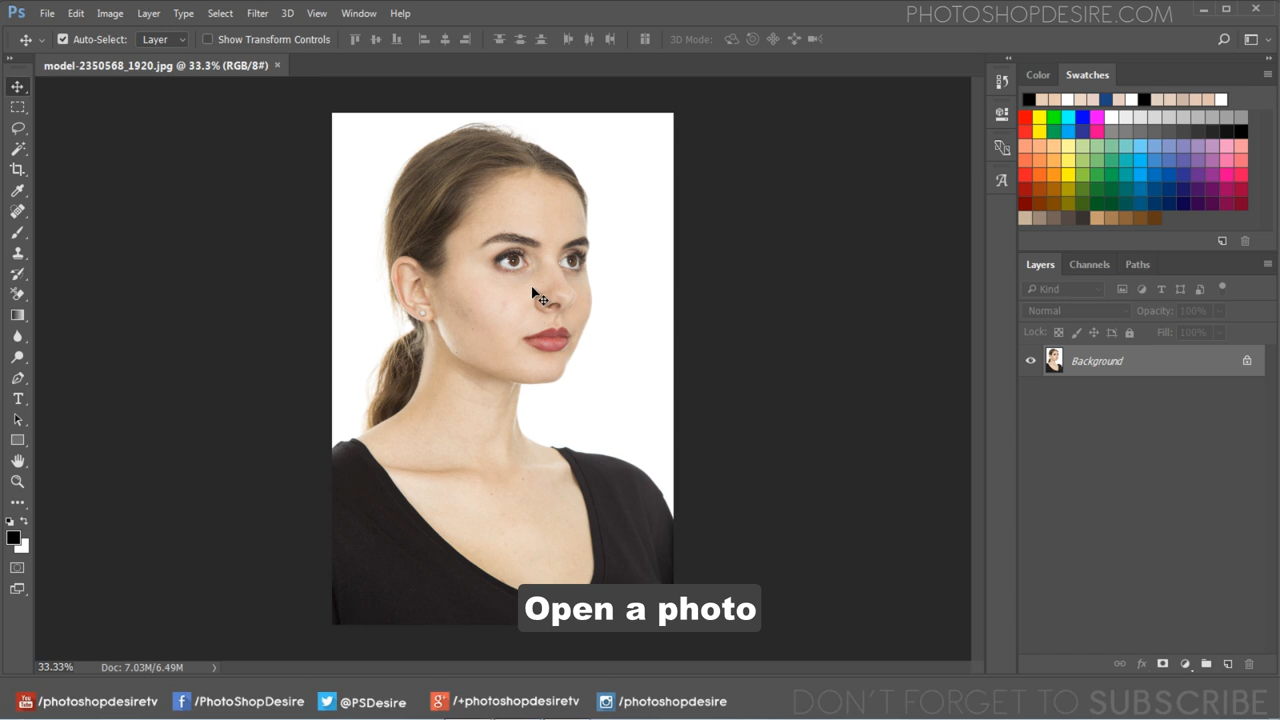 Ps File Edit Image Layer Type Select Filter 3D View Window Help
PHOTOSHOPDESIRE.COM
Auto-Select: Layer Show Transform Controls 3D Mode:
model-2350568_1920.jpg @ 33.3% (RGB/8#) ×
Color Swatches
Layers Channels Paths
Kind
Normal Opacity: 100%
Lock: Fill: 100%
Background
Open a photo
33.33% Doc: 7.03M/6.49M
You Tube /photoshopdesiretv /PhotoShopDesire @PSDesire /+photoshopdesiretv /photoshopdesire
DON'T FORGET TO SUBSCRIBE